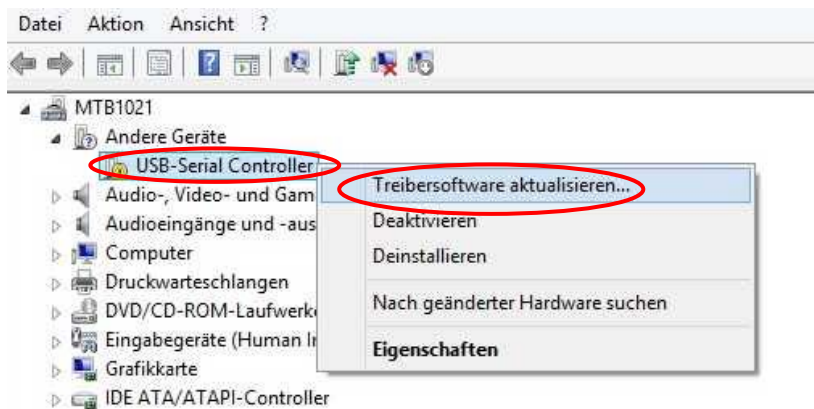 Datei Aktion Ansicht ?
MTB1021
Andere Geräte
USB-Serial Controller
Treibersoftware aktualisieren...
Audio-, Video- und Gam
Deaktivieren
Audioeingänge und -aus
Computer
Deinstallieren
Druckwarteschlangen
Nach geänderter Hardware suchen
DVD/CD-ROM-Laufwerk
Eingabegeräte (Human In
Eigenschaften
Grafikkarte
IDE ATA/ATAPI-Controller